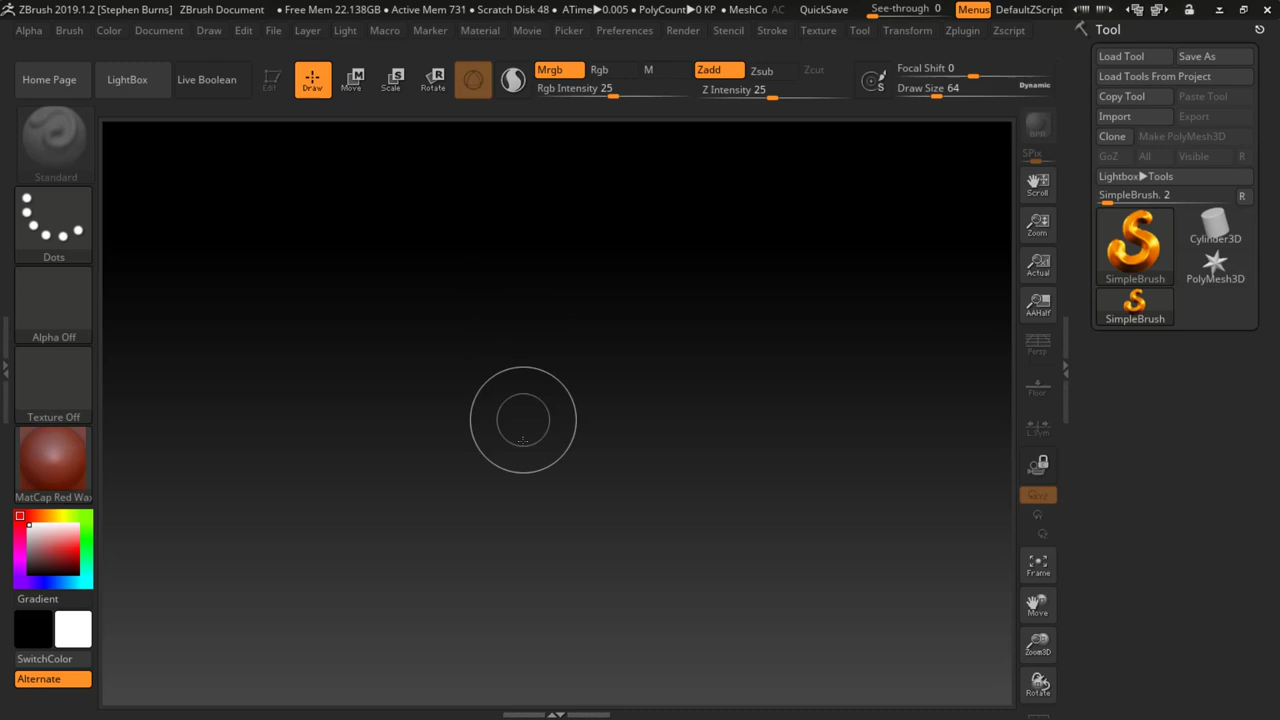 ZBrush 2019.1.2 [Stephen Burns] ZBrush Document • Free Mem 22.138GB • Active Mem 731 • Scratch Disk 48 • ATime▶0.005 • PolyCount▶0 KP • MeshCo AC QuickSave See-through 0 Menus DefaultZScript
Alpha Brush Color Document Draw Edit File Layer Light Macro Marker Material Movie Picker Preferences Render Stencil Stroke Texture Tool Transform Zplugin Zscript
Home Page LightBox Live Boolean Edit Draw Move Scale Rotate
Mrgb Rgb M
Rgb Intensity 25
Zadd Zsub Zcut
Z Intensity 25
Focal Shift 0
Draw Size 64 Dynamic
Standard
Dots
Alpha Off
Texture Off
MatCap Red Wax
Gradient
SwitchColor
Alternate
BPR
SPix
Scroll
Zoom
Actual
AAHalf
Persp
Floor
L.Sym
Frame
Move
Zoom3D
Rotate
Tool
Load Tool Save As
Load Tools From Project
Copy Tool Paste Tool
Import Export
Clone Make PolyMesh3D
GoZ All Visible R
Lightbox▶Tools
SimpleBrush. 2 R
SimpleBrush
Cylinder3D
PolyMesh3D
SimpleBrush